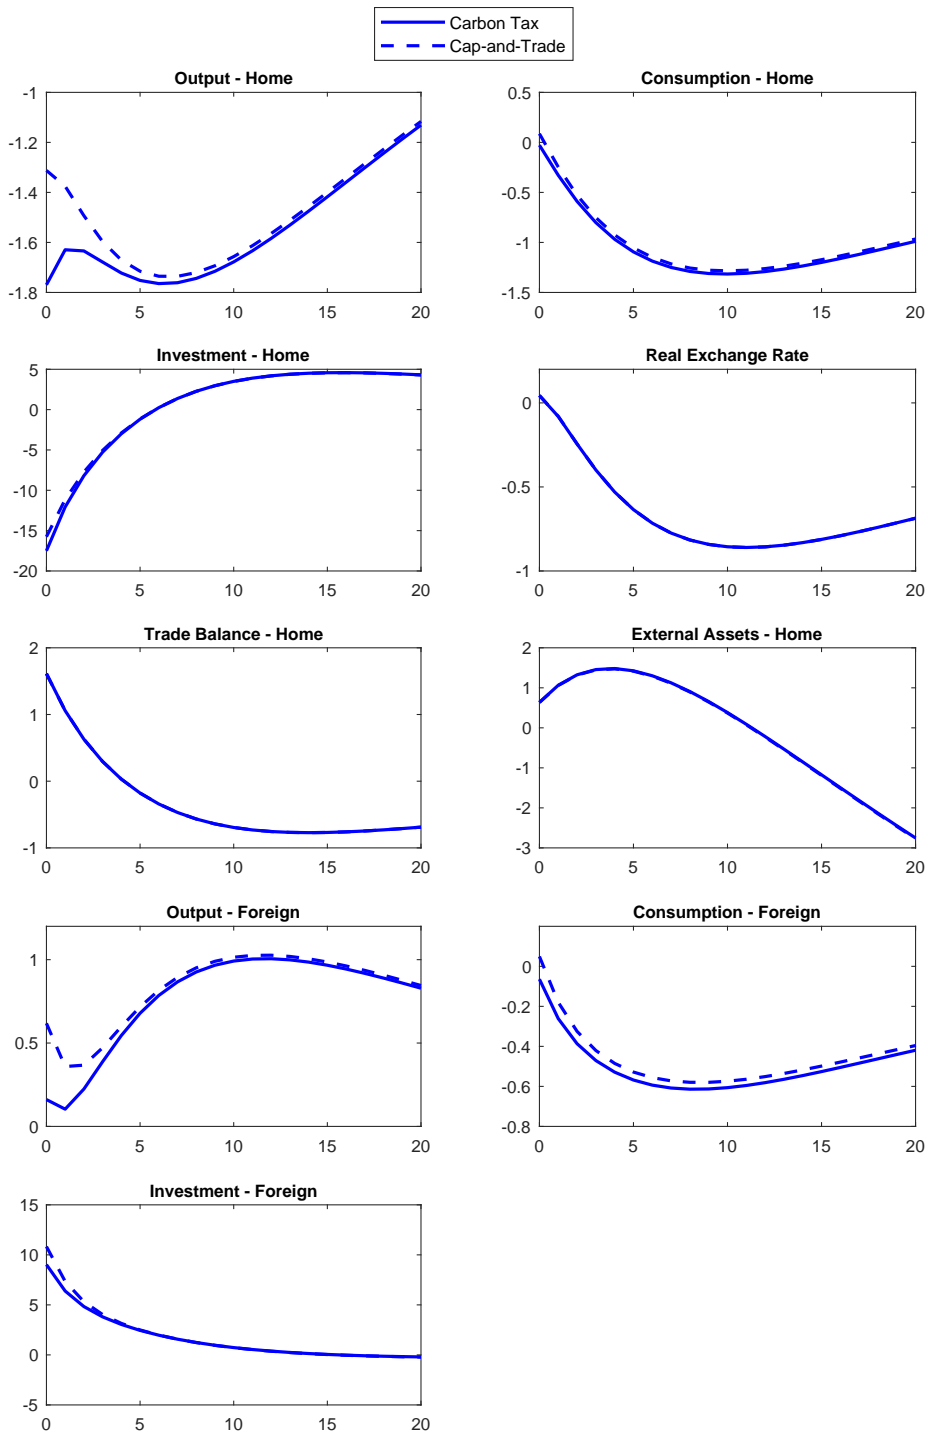 Carbon Tax
Cap-and-Trade
Output - Home
-1
-1.2
-1.4
-1.6
-1.8
0 5 10 15 20
Consumption - Home
0.5
0
-0.5
-1
-1.5
0 5 10 15 20
Investment - Home
5
0
-5
-10
-15
-20
0 5 10 15 20
Real Exchange Rate
0
-0.5
-1
0 5 10 15 20
Trade Balance - Home
2
1
0
-1
0 5 10 15 20
External Assets - Home
2
1
0
-1
-2
-3
0 5 10 15 20
Output - Foreign
1
0.5
0
0 5 10 15 20
Consumption - Foreign
0
-0.2
-0.4
-0.6
-0.8
0 5 10 15 20
Investment - Foreign
15
10
5
0
-5
0 5 10 15 20